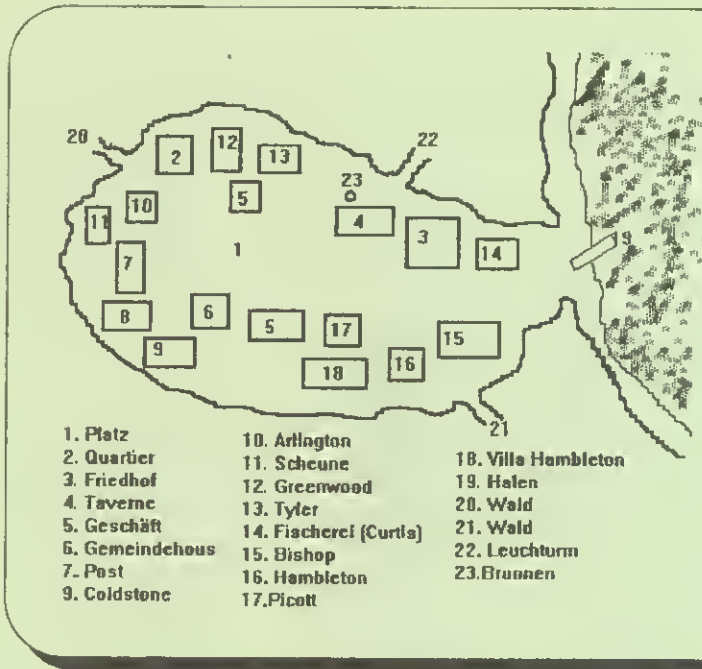 20
2
12
13
22
23
5
10
11
4
3
14
9
1
7
8
6
5
17
15
9
18
16
21
1. Platz
2. Quartier
3. Friedhof
4. Taverne
5. Geschäft
6. Gemeindehous
7. Post
9. Coldstone
10. Arlington
11. Scheune
12. Greenwood
13. Tyler
14. Fischerei (Curtis)
15. Bishop
16. Hambleton
17.Picott
18. Villa Hambleton
19. Halen
20. Wald
21. Wald
22. Leuchturm
23.Brunnen